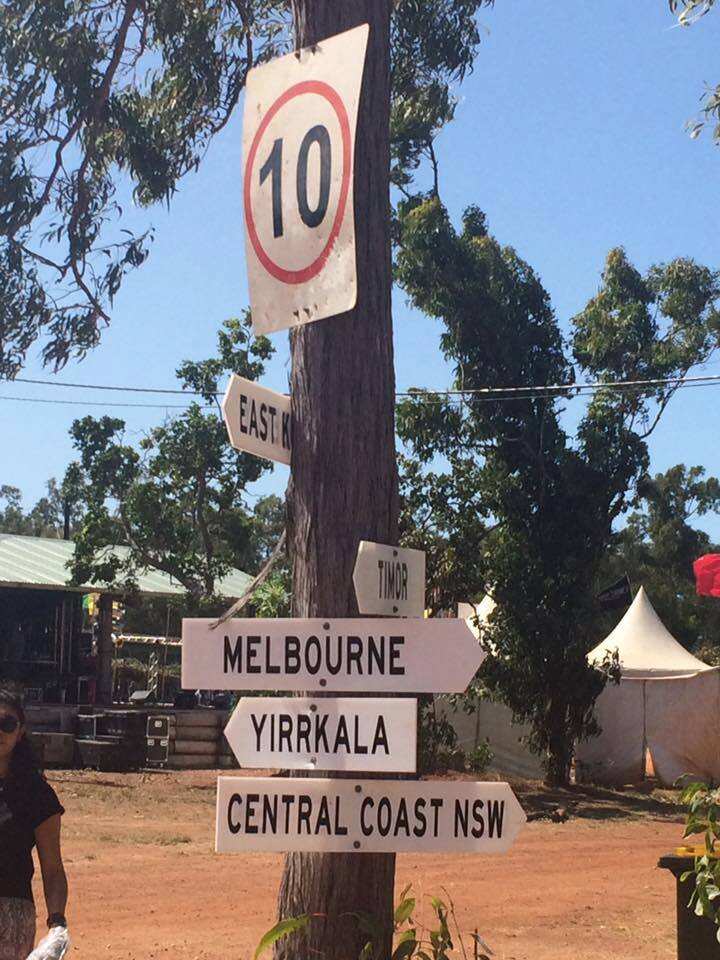 10
EAST K
TIMOR
MELBOURNE
YIRRKALA
CENTRAL COAST NSW